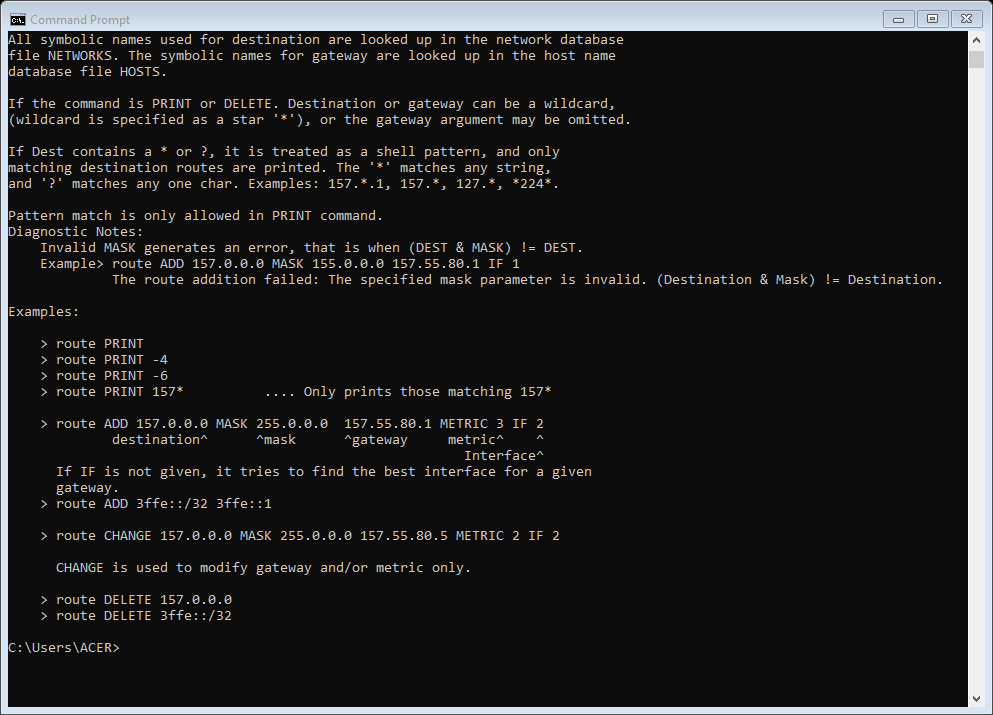 Command Prompt
All symbolic names used for destination are looked up in the network database
file NETWORKS. The symbolic names for gateway are looked up in the host name
database file HOSTS.
If the command is PRINT or DELETE. Destination or gateway can be a wildcard,
(wildcard is specified as a star '*'), or the gateway argument may be omitted.
If Dest contains a * or ?, it is treated as a shell pattern, and only
matching destination routes are printed. The '*' matches any string,
and '?' matches any one char. Examples: 157.*.1, 157.*, 127.*, *224*.
Pattern match is only allowed in PRINT command.
Diagnostic Notes:
    Invalid MASK generates an error, that is when (DEST & MASK) != DEST.
    Example> route ADD 157.0.0.0 MASK 155.0.0.0 157.55.80.1 IF 1
             The route addition failed: The specified mask parameter is invalid. (Destination & Mask) != Destination.
Examples:
    > route PRINT
    > route PRINT -4
    > route PRINT -6
    > route PRINT 157*          .... Only prints those matching 157*
    > route ADD 157.0.0.0 MASK 255.0.0.0  157.55.80.1 METRIC 3 IF 2
             destination^      ^mask      ^gateway     metric^    ^
                                                         Interface^
      If IF is not given, it tries to find the best interface for a given
      gateway.
    > route ADD 3ffe::/32 3ffe::1
    > route CHANGE 157.0.0.0 MASK 255.0.0.0 157.55.80.5 METRIC 2 IF 2
      CHANGE is used to modify gateway and/or metric only.
    > route DELETE 157.0.0.0
    > route DELETE 3ffe::/32
C:\Users\ACER>